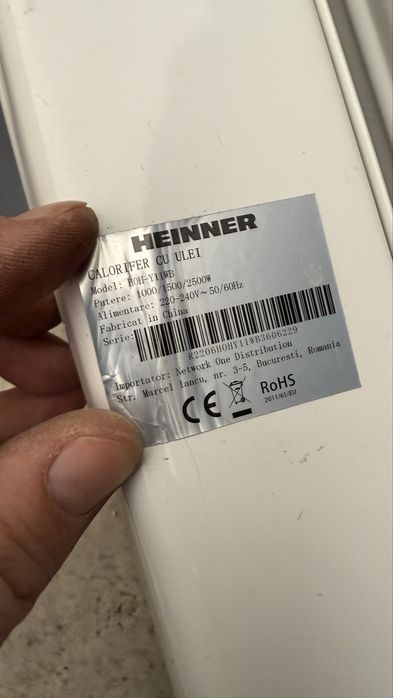 HEINNER
CALORIFER CU ULEI
Model: HOH-Y11WB
Putere: 1000/1500/2500W
Alimentare: 220-240V~50/60Hz
Fabricat in China
Serie:
R2206HOHY11WB3606229
Importator: Network One Distribution
Str. Marcel Iancu, nr. 3-5, Bucuresti, Romania
CE
RoHS
2011/65/EU